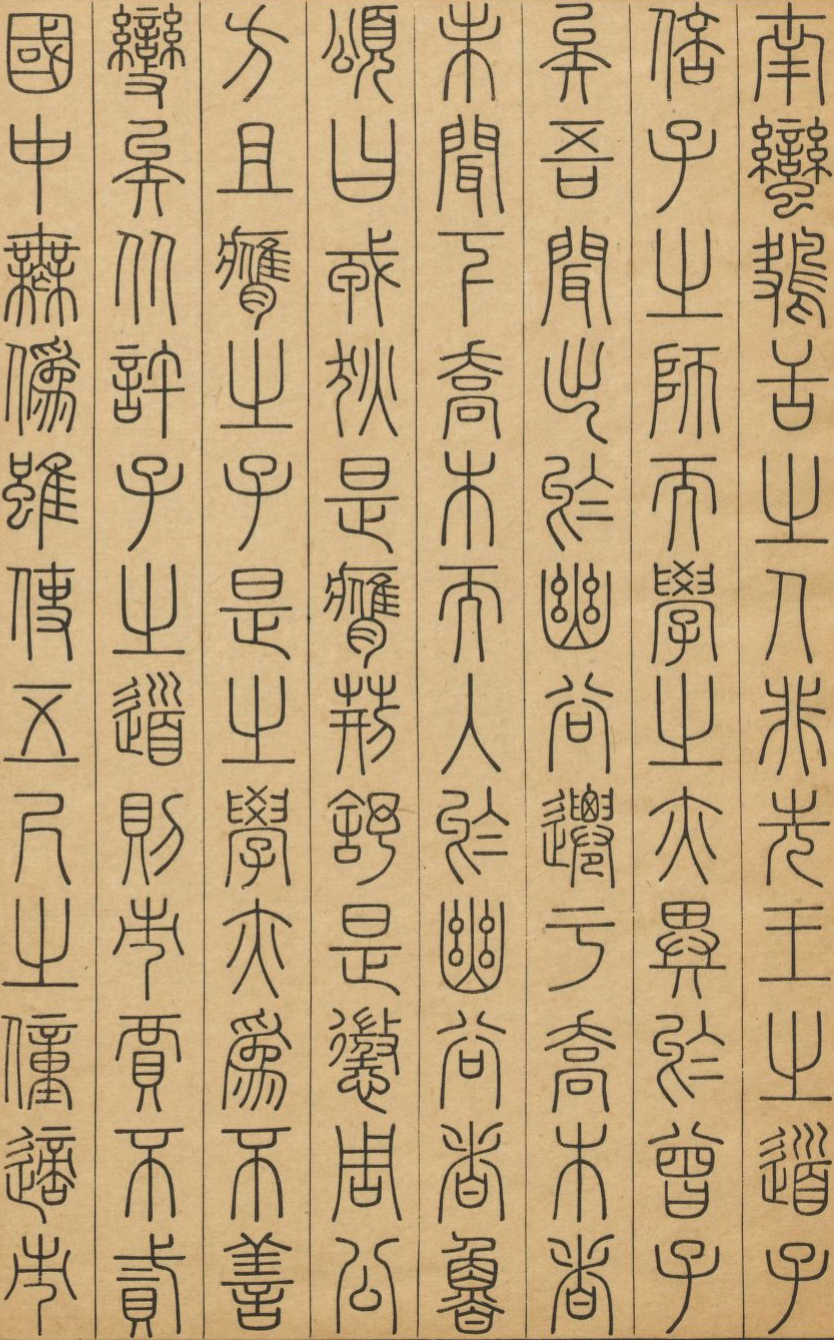 南蠻鴃舌之人非先王之道子
倍子之師而學之亦異於曾子
矣吾聞出於幽谷遷于喬木者
未聞下喬木而入於幽谷者魯
頌曰戎狄是膺荊舒是懲周公
方且膺之子是之學亦爲不善
變矣从許子之道則市賈不貳
國中無僞雖使五尺之僮適市